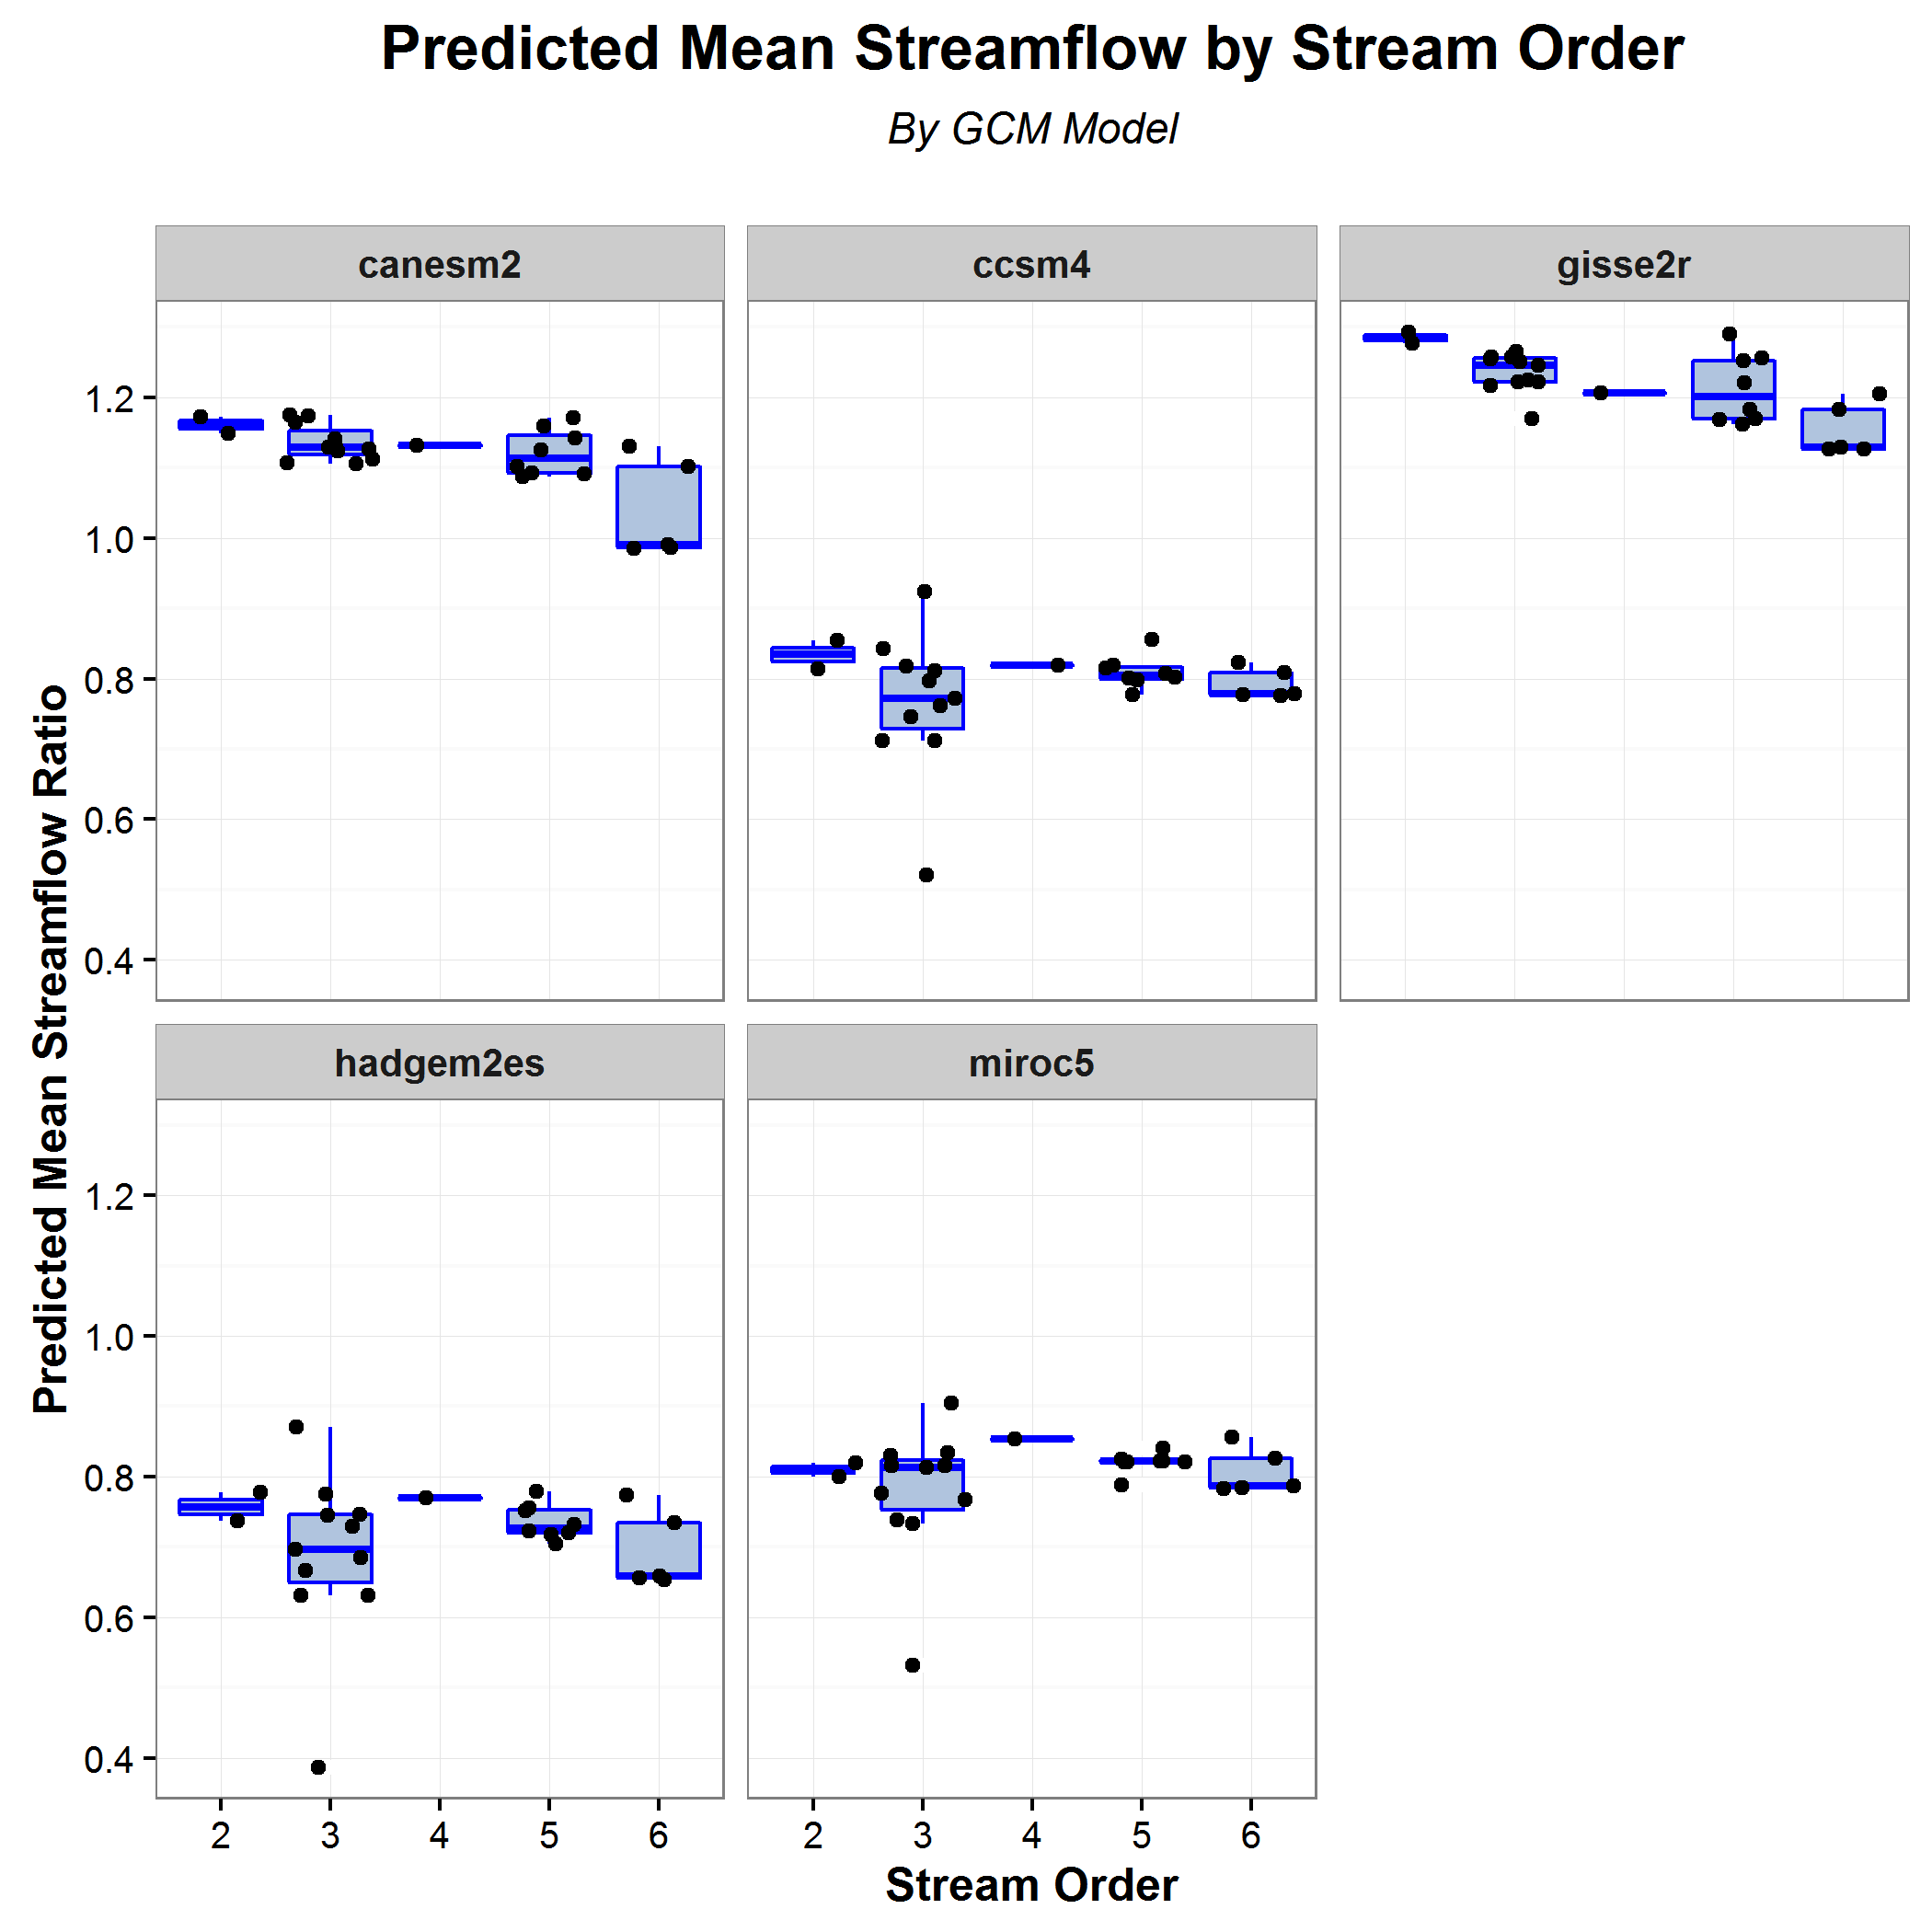 Predicted Mean Streamflow by Stream Order
By GCM Model
canesm2
ccsm4
gisse2r
1.2
1.0
0.8
0.6
0.4
Predicted Mean Streamflow Ratio
hadgem2es
miroc5
1.2
1.0
0.8
0.6
0.4
2 3 4 5 6
2 3 4 5 6
Stream Order